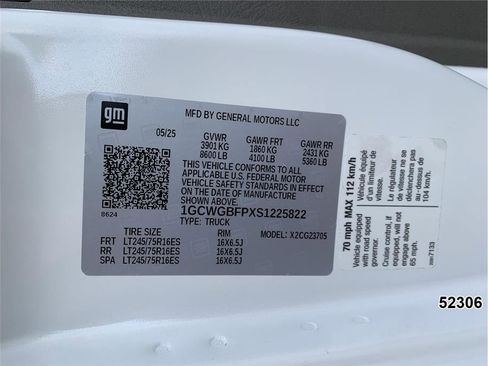 gm
MFD BY GENERAL MOTORS LLC
05/25 GVWR GAWR FRT GAWR RR
3901 KG 1860 KG 2431 KG
8600 LB 4100 LB 5360 LB
THIS VEHICLE CONFORMS TO ALL
APPLICABLE U.S. FEDERAL MOTOR
VEHICLE SAFETY STANDARDS IN EFFECT
ON THE DATE OF MANUFACTURE SHOWN
ABOVE.
1GCWGBFPXS1225822
8624 TYPE: TRUCK
TIRE SIZE RIM MODEL: X2CG23705
FRT LT245/75R16ES 16X6.5J
RR LT245/75R16ES 16X6.5J
SPA LT245/75R16ES 16X6.5J
70 mph MAX 112 km/h
Vehicle equipped
with road speed
governor.
Cruise control, if
equipped, will not
engage above
65 mph.
Véhicule équipé
d'un limiteur de
vitesse.
Le régulateur
de vitesse ne se
déclenchera pas
au-dessus de
104 km/h.
52306